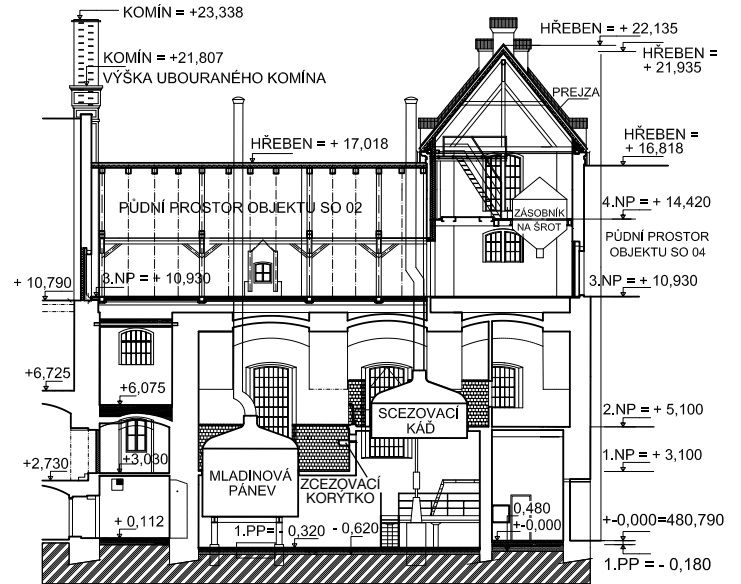 KOMÍN = +23,338
HŘEBEN = + 22,135
KOMÍN = +21,807
HŘEBEN =
+ 21,935
VÝŠKA UBOURANÉHO KOMÍNA
PREJZA
HŘEBEN = + 17,018
HŘEBEN =
+ 16,818
PŮDNÍ PROSTOR OBJEKTU SO 02
4.NP = + 14,420
ZÁSOBNÍK
NA ŠROT
PŮDNÍ PROSTOR
OBJEKTU SO 04
+ 10,790
3.NP = + 10,930
3.NP = + 10,930
+6,725
+6,075
SCEZOVACÍ
KÁĎ
2.NP = + 5,100
+2,730
+3,030
MLADINOVÁ
PÁNEV
ZCEZOVACÍ
KORÝTKO
1.NP = + 3,100
+ 0,112
1.PP= - 0,320
- 0,620
0,480
+-0,000
+-0,000=480,790
1.PP = - 0,180